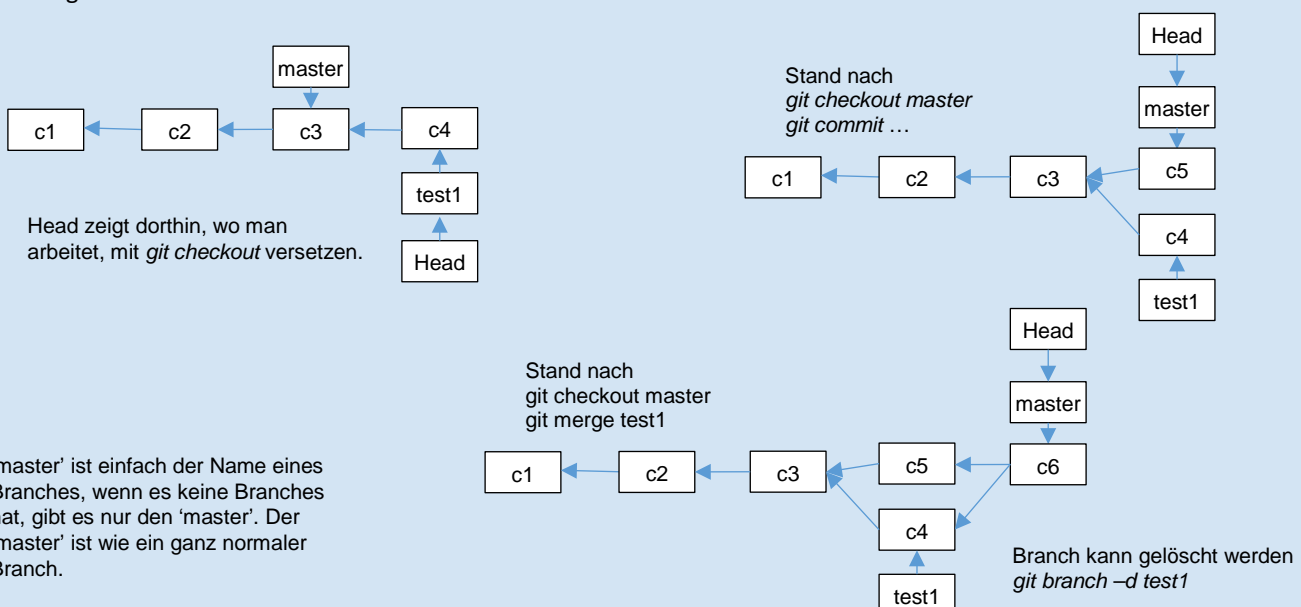 master
c1
c2
c3
c4
test1
Head
Head zeigt dorthin, wo man
arbeitet, mit git checkout versetzen.
Stand nach
git checkout master
git commit …
Head
master
c1
c2
c3
c5
c4
test1
Stand nach
git checkout master
git merge test1
Head
master
c1
c2
c3
c5
c6
c4
test1
master’ ist einfach der Name eines
Branches, wenn es keine Branches
hat, gibt es nur den ‘master’. Der
master’ ist wie ein ganz normaler
Branch.
Branch kann gelöscht werden
git branch –d test1